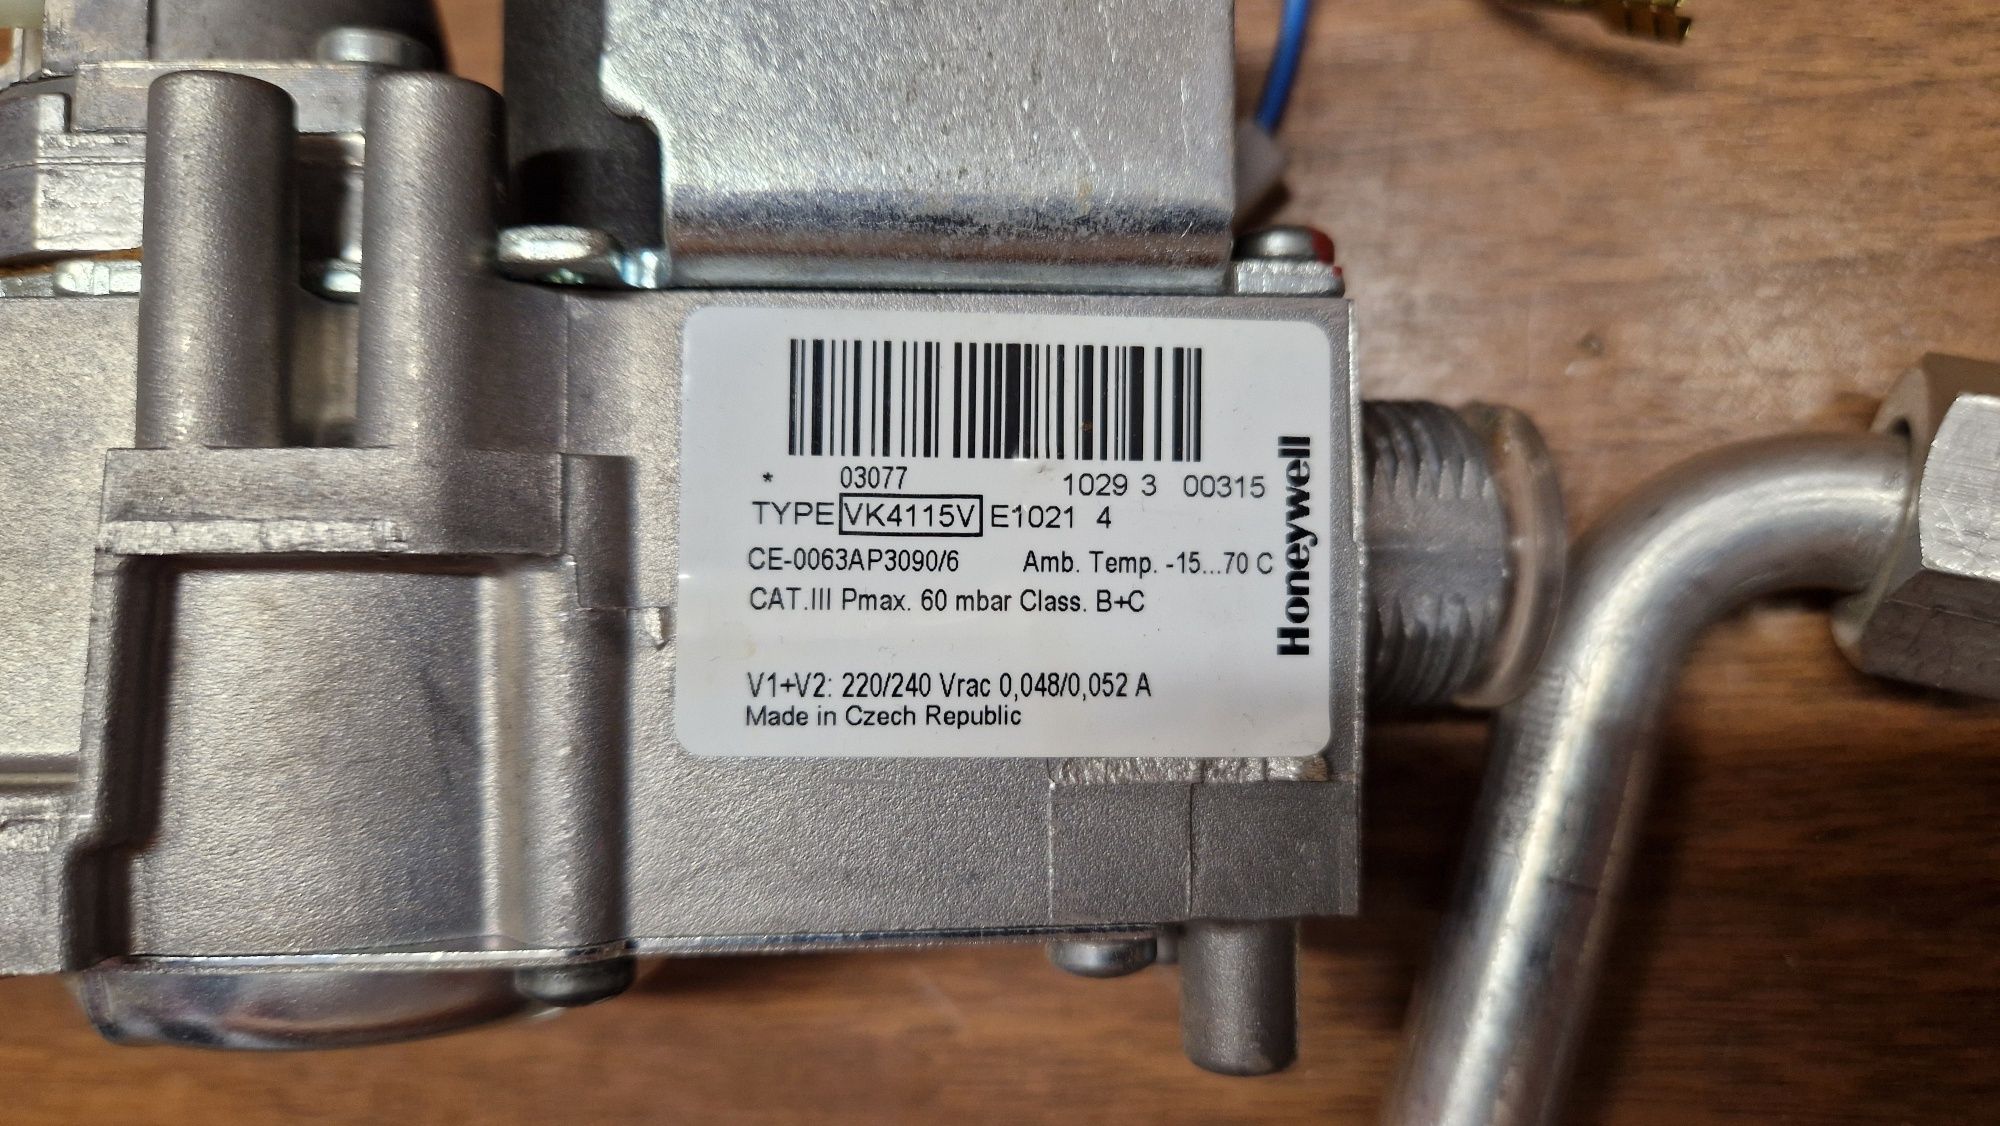 * 03077 1029 3 00315
TYPE VK4115V E1021 4
CE-0063AP3090/6 Amb. Temp. -15...70 C
CAT.III Pmax. 60 mbar Class. B+C
V1+V2: 220/240 Vrac 0,048/0,052 A
Made in Czech Republic
Honeywell